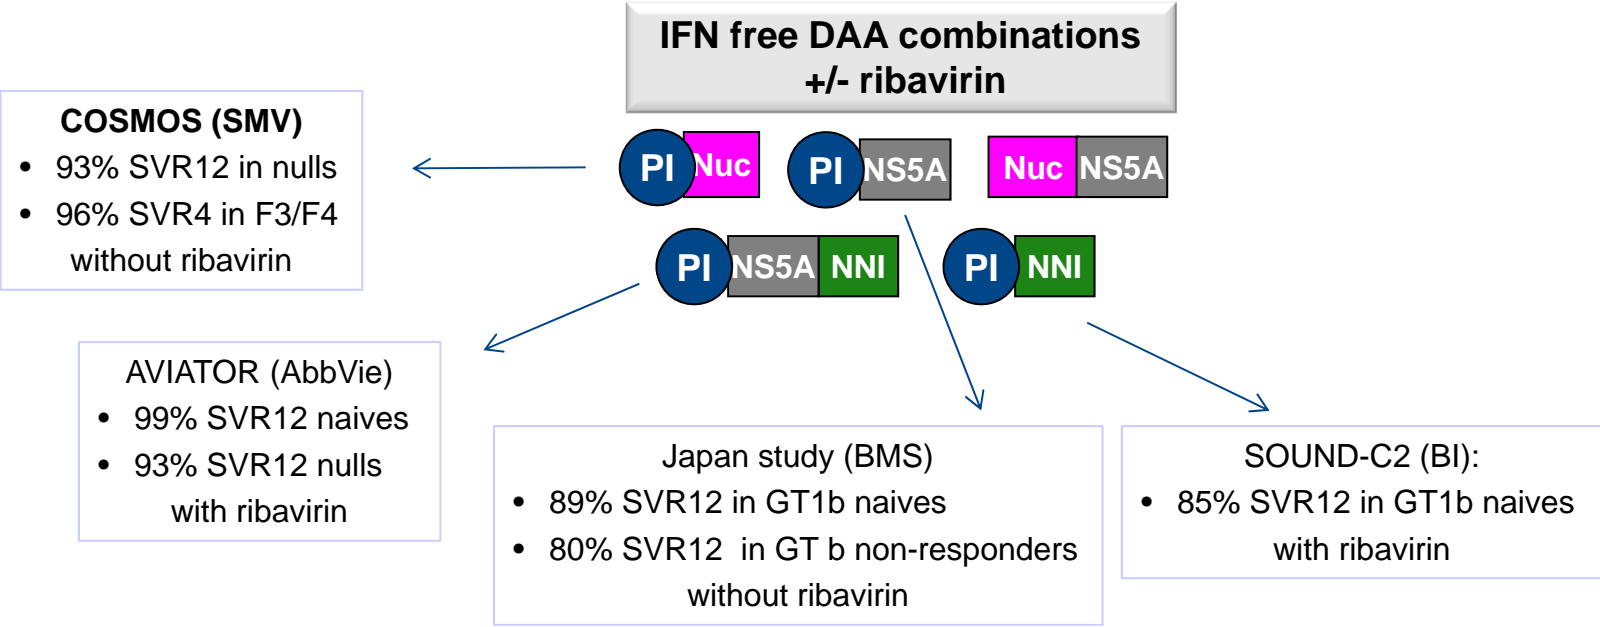 IFN free DAA combinations
+/- ribavirin
COSMOS (SMV)
• 93% SVR12 in nulls
• 96% SVR4 in F3/F4
without ribavirin
PI Nuc PI NS5A Nuc NS5A
PI NS5A NNI PI NNI
AVIATOR (AbbVie)
• 99% SVR12 naives
• 93% SVR12 nulls
with ribavirin
Japan study (BMS)
• 89% SVR12 in GT1b naives
• 80% SVR12 in GT b non-responders
without ribavirin
SOUND-C2 (BI):
• 85% SVR12 in GT1b naives
with ribavirin